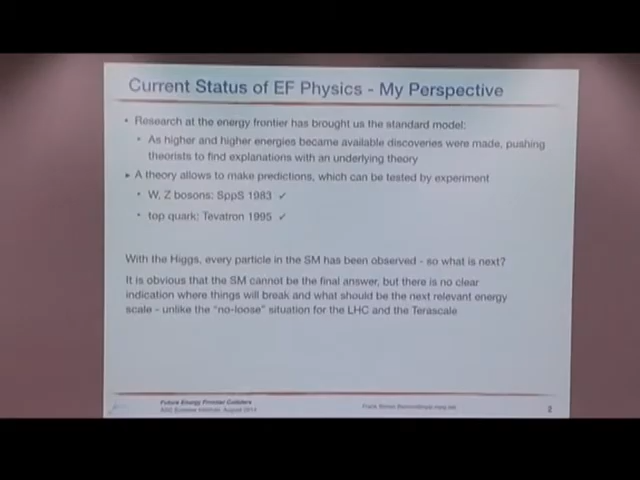 Current Status of EF Physics - My Perspective
• Research at the energy frontier has brought us the standard model:
• As higher and higher energies became available discoveries were made, pushing
theorists to find explanations with an underlying theory
▸ A theory allows to make predictions, which can be tested by experiment
• W, Z bosons: SppS 1983 ✓
• top quark: Tevatron 1995 ✓
With the Higgs, every particle in the SM has been observed - so what is next?
It is obvious that the SM cannot be the final answer, but there is no clear
indication where things will break and what should be the next relevant energy
scale - unlike the "no-loose" situation for the LHC and the Terascale
Future Energy Frontier Colliders
Summer Institute, August 2014
Frank
2